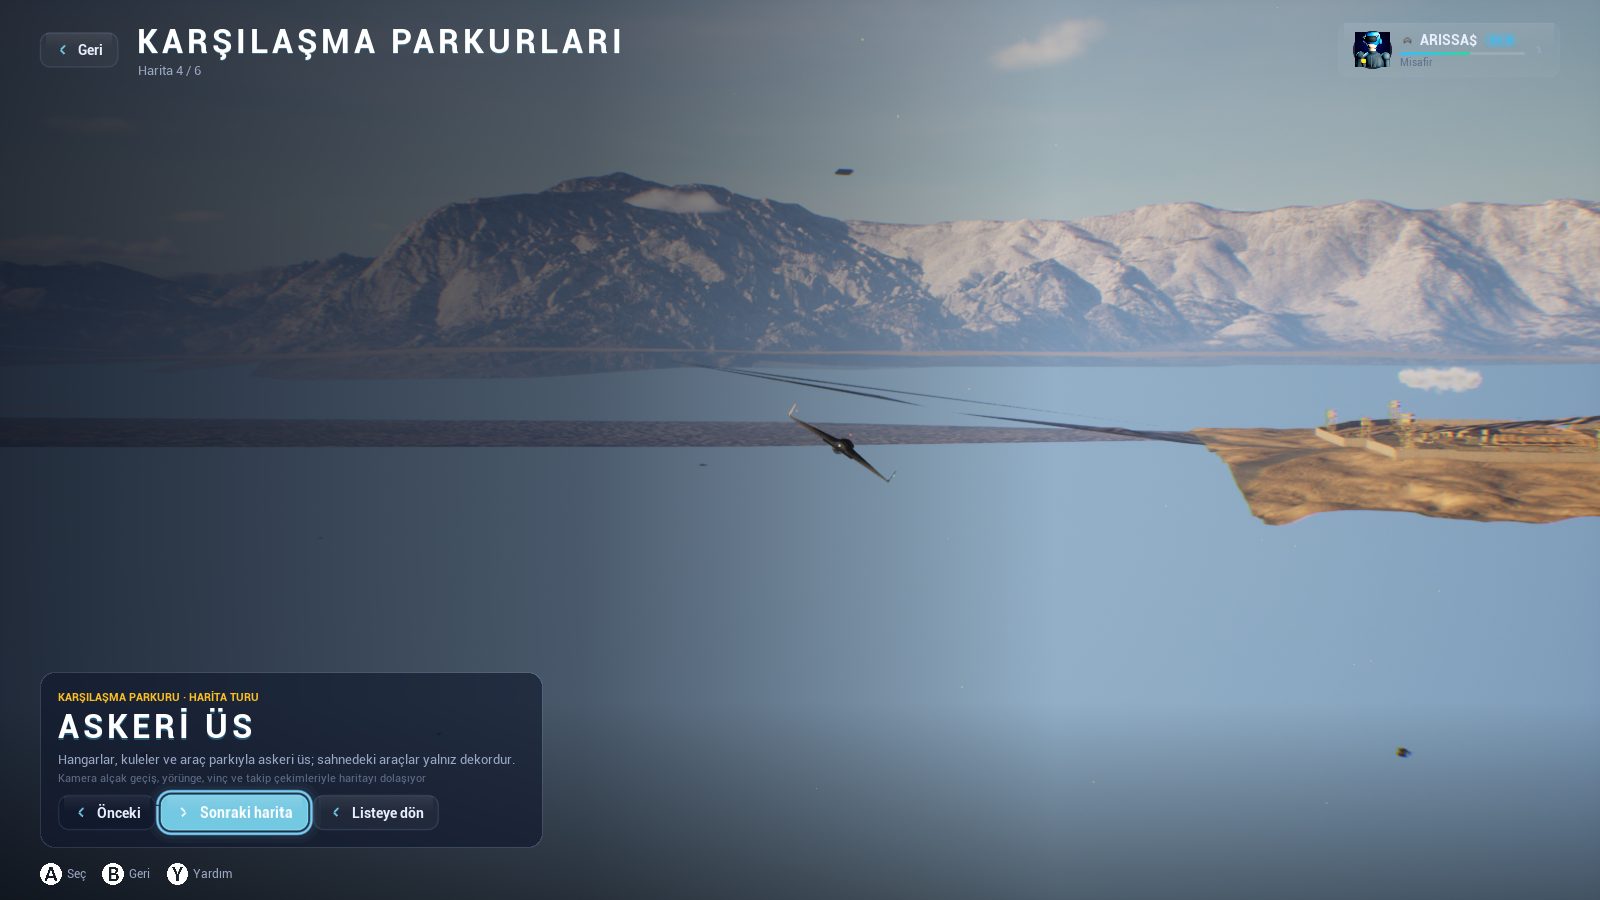 Geri
KARŞILAŞMA PARKURLARI
Harita 4 / 6
ARISSA$
Misafir
KARŞILAŞMA PARKURU · HARİTA TURU
ASKERİ ÜS
Hangarlar, kuleler ve araç parkıyla askeri üs; sahnedeki araçlar yalnız dekordur.
Kamera alçak geçiş, yörünge, vinç ve takip çekimleriyle haritayı dolaşıyor
Önceki
Sonraki harita
Listeye dön
A Seç
B Geri
Y Yardım